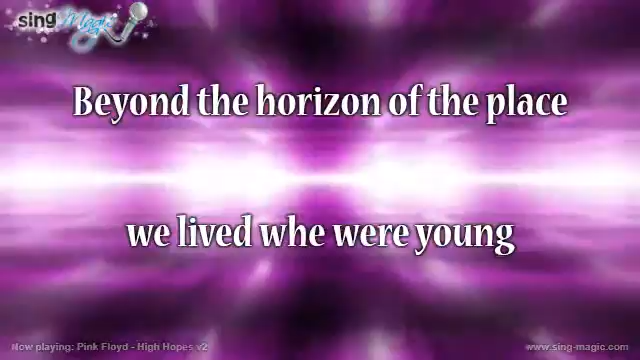 sing Magic
Beyond the horizon of the place
we lived whe were young
Now playing: Pink Floyd - High Hopes v2
www.sing-magic.com